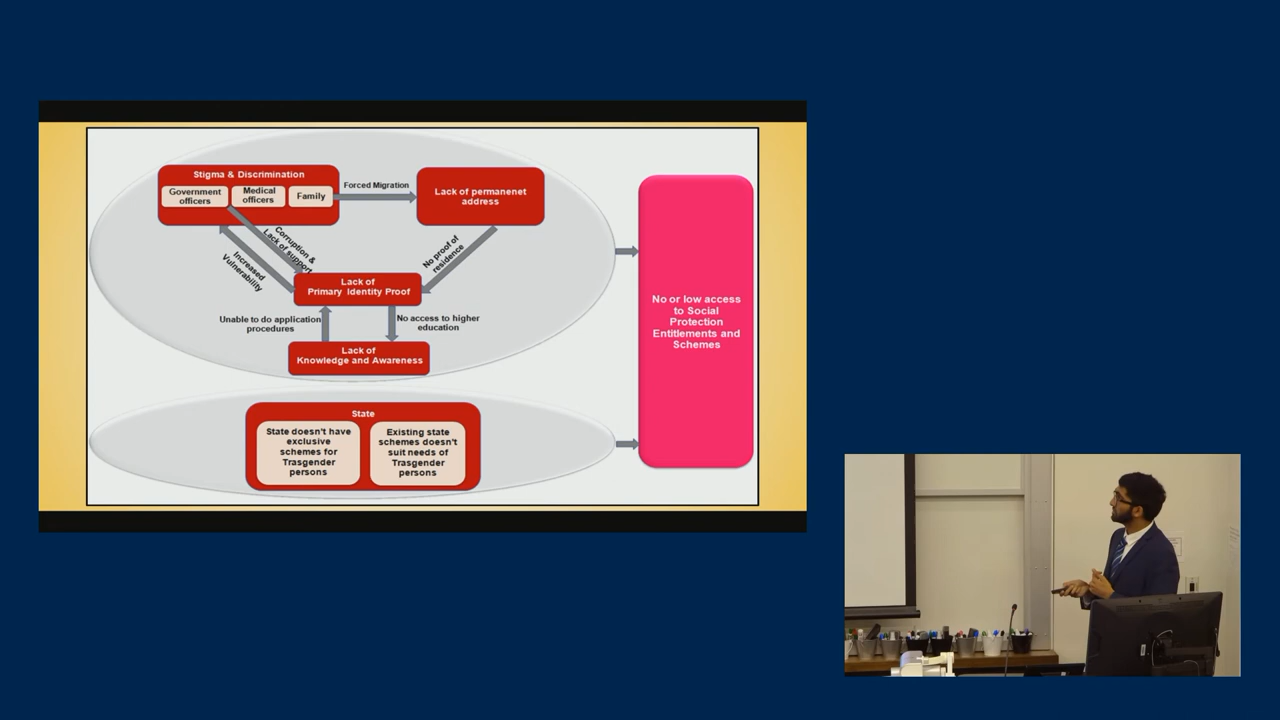 Stigma & Discrimination
Government
officers
Medical
officers
Family
Forced Migration
Lack of permanenet
address
Corruption &
Lack of support
Increased
Vulnerability
No proof of
residence
Lack of
Primary Identity Proof
Unable to do application
procedures
No access to higher
education
Lack of
Knowledge and Awareness
State
State doesn't have
exclusive
schemes for
Trasgender
persons
Existing state
schemes doesn't
suit needs of
Trasgender
persons
No or low access
to Social
Protection
Entitlements and
Schemes